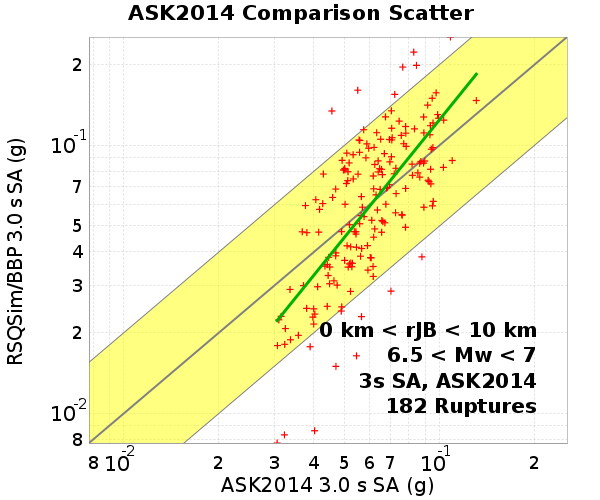 ASK2014 Comparison Scatter
RSQSim/BBP 3.0 s SA (g)
2
10-1
7
5
4
3
2
10-2
8
0 km < rJB < 10 km
6.5 < Mw < 7
3s SA, ASK2014
182 Ruptures
8 10-2 2 3 4 5 6 7 10-1 2
ASK2014 3.0 s SA (g)